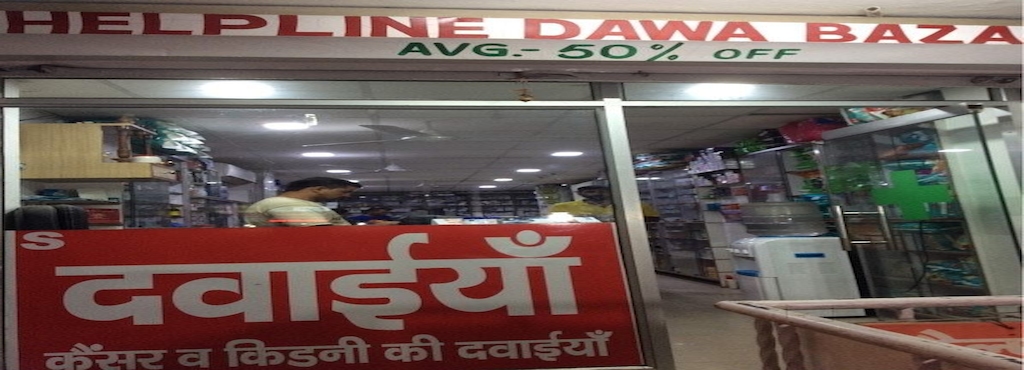 HELPLINE DAWA BAZA
AVG.- 50% OFF
S
दवाईयाँ
कैंसर व किडनी की दवाईयाँ